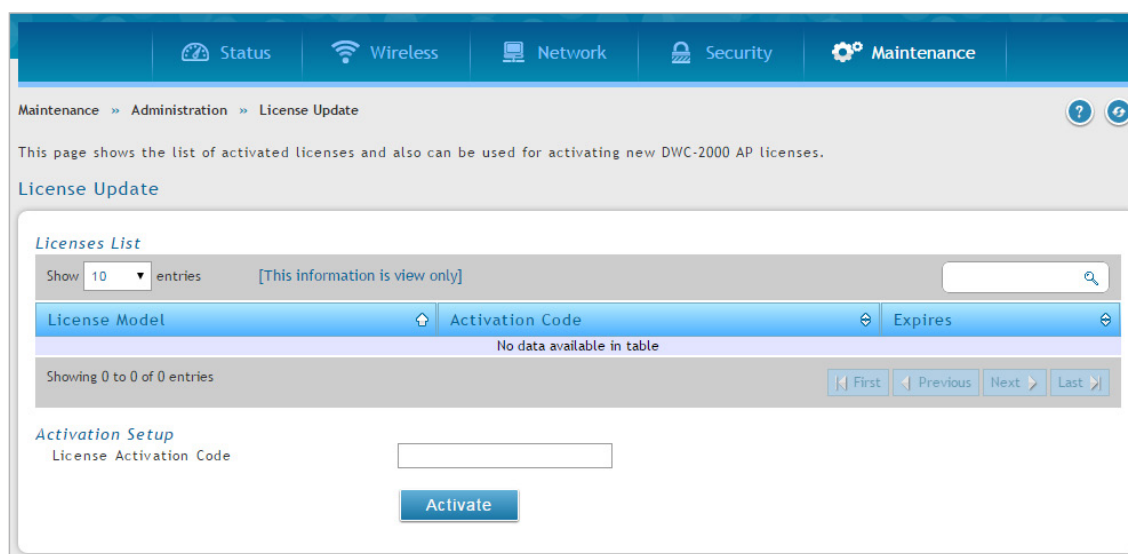 Status Wireless Network Security Maintenance
Maintenance » Administration » License Update
?
This page shows the list of activated licenses and also can be used for activating new DWC-2000 AP licenses.
License Update
Licenses List
Show 10 entries [This information is view only]
License Model Activation Code Expires
No data available in table
Showing 0 to 0 of 0 entries
First Previous Next Last
Activation Setup
License Activation Code
Activate